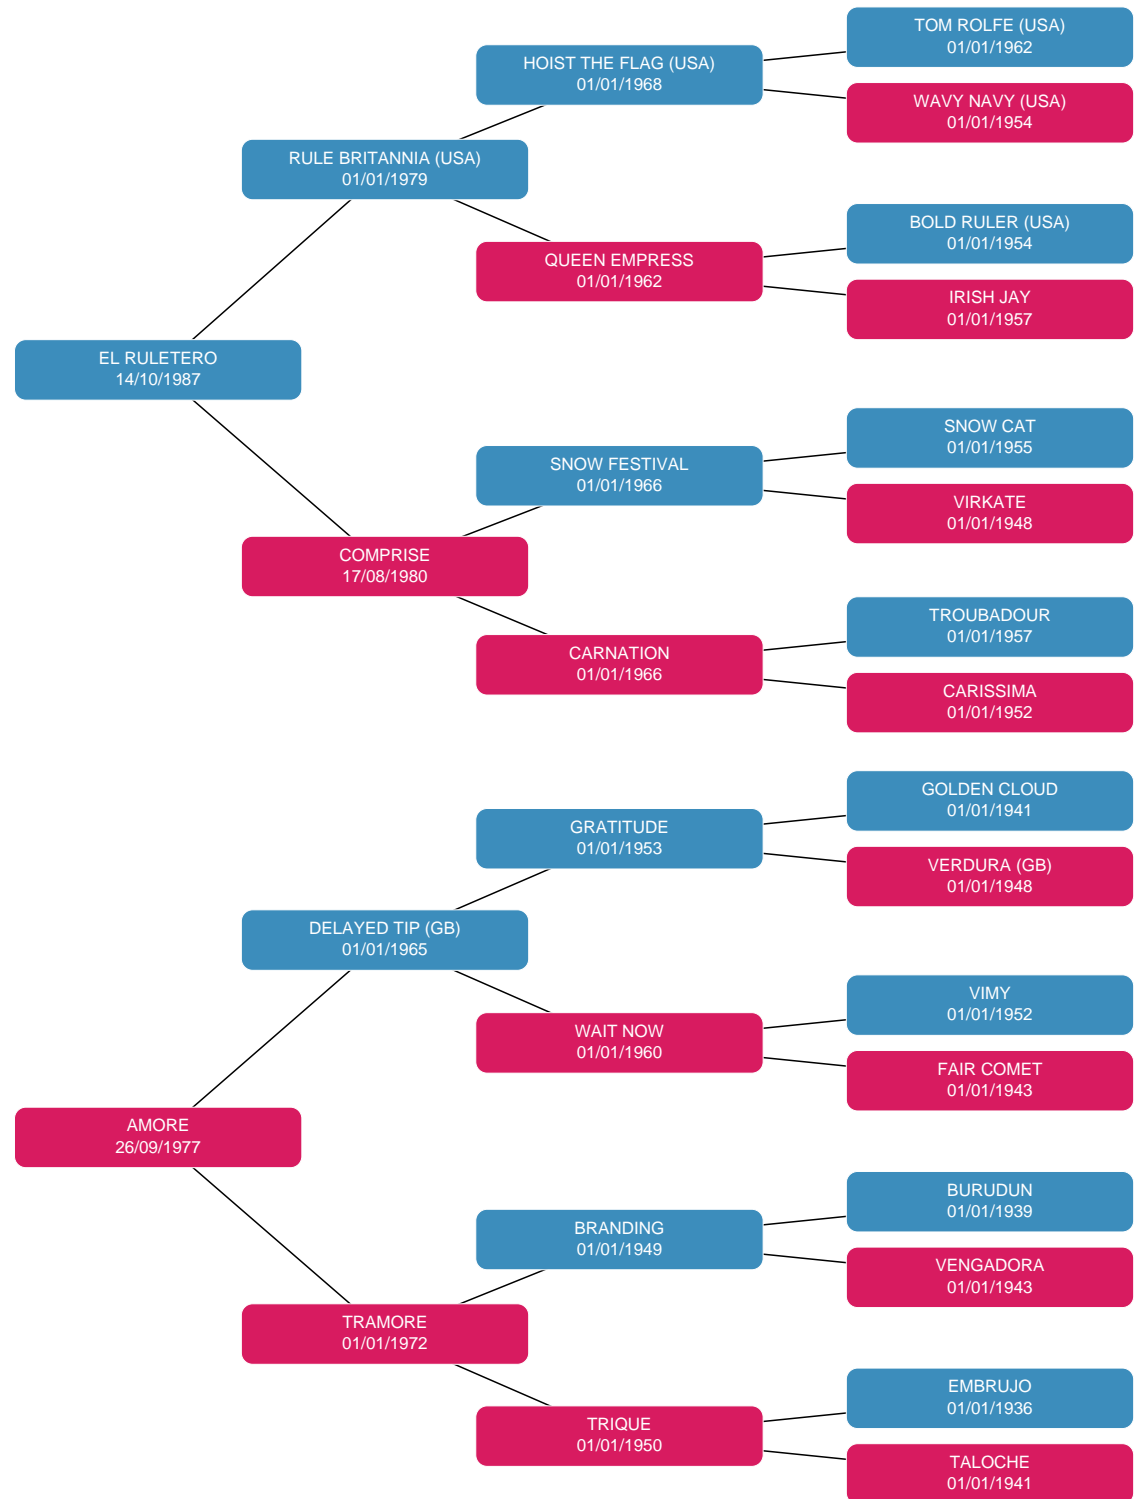 TOM ROLFE (USA)
01/01/1962
HOIST THE FLAG (USA)
01/01/1968
WAVY NAVY (USA)
01/01/1954
RULE BRITANNIA (USA)
01/01/1979
BOLD RULER (USA)
01/01/1954
QUEEN EMPRESS
01/01/1962
IRISH JAY
01/01/1957
EL RULETERO
14/10/1987
SNOW CAT
01/01/1955
SNOW FESTIVAL
01/01/1966
VIRKATE
01/01/1948
COMPRISE
17/08/1980
TROUBADOUR
01/01/1957
CARNATION
01/01/1966
CARISSIMA
01/01/1952
GOLDEN CLOUD
01/01/1941
GRATITUDE
01/01/1953
VERDURA (GB)
01/01/1948
DELAYED TIP (GB)
01/01/1965
VIMY
01/01/1952
WAIT NOW
01/01/1960
FAIR COMET
01/01/1943
AMORE
26/09/1977
BURUDUN
01/01/1939
BRANDING
01/01/1949
VENGADORA
01/01/1943
TRAMORE
01/01/1972
EMBRUJO
01/01/1936
TRIQUE
01/01/1950
TALOCHE
01/01/1941